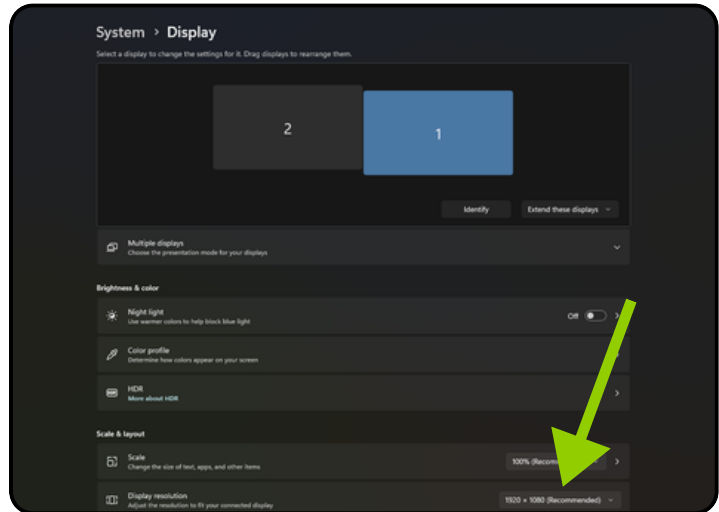 System > Display
Select a display to change the settings for it. Drag displays to rearrange them.
2
1
Identify
Extend these displays
Multiple displays
Choose the presentation mode for your displays
Brightness & color
Night light
Use warmer colors to help block blue light
Off
Color profile
Determine how colors appear on your screen
HDR
HDR
More about HDR
Scale & layout
Scale
Change the size of text, apps, and other items
100% (Recom
Display resolution
Adjust the resolution to fit your connected display
1920 × 1080 (Recommended)